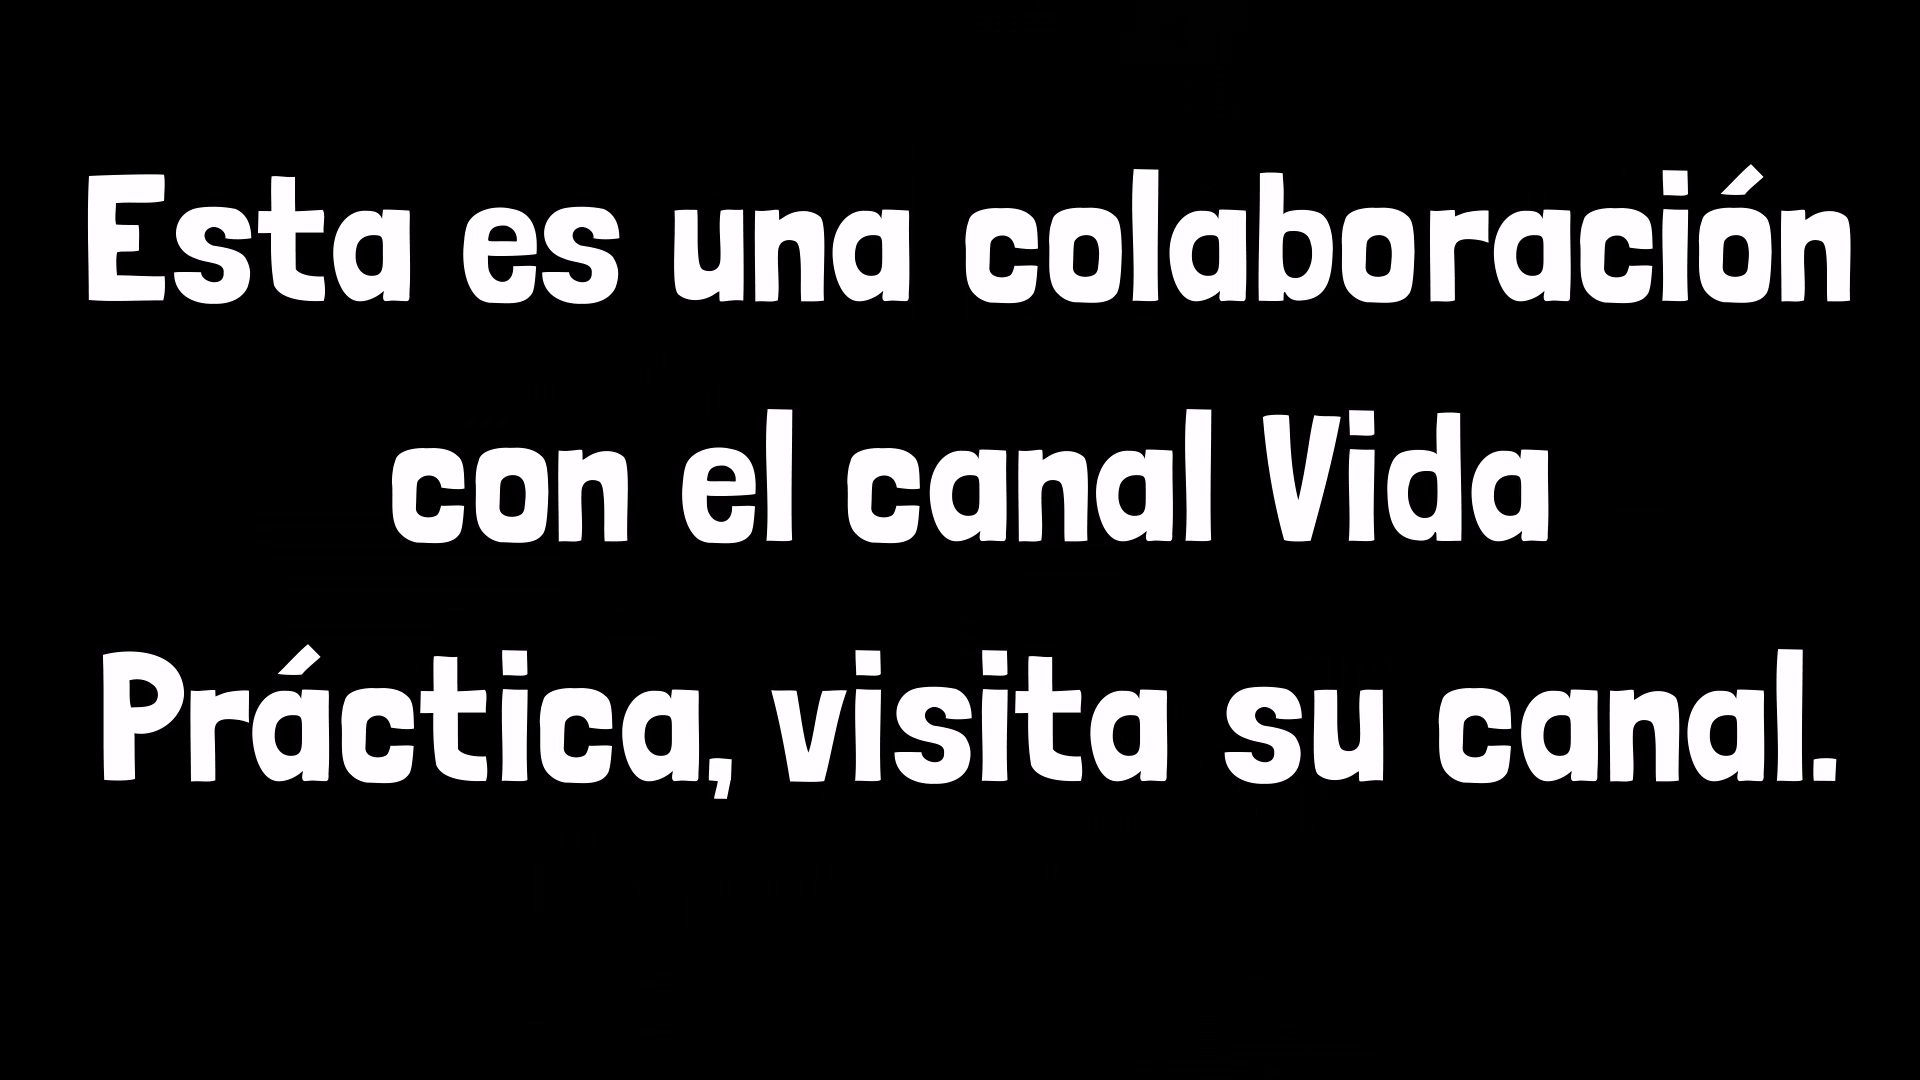 Esta es una colaboración
con el canal Vida
Práctica, visita su canal.